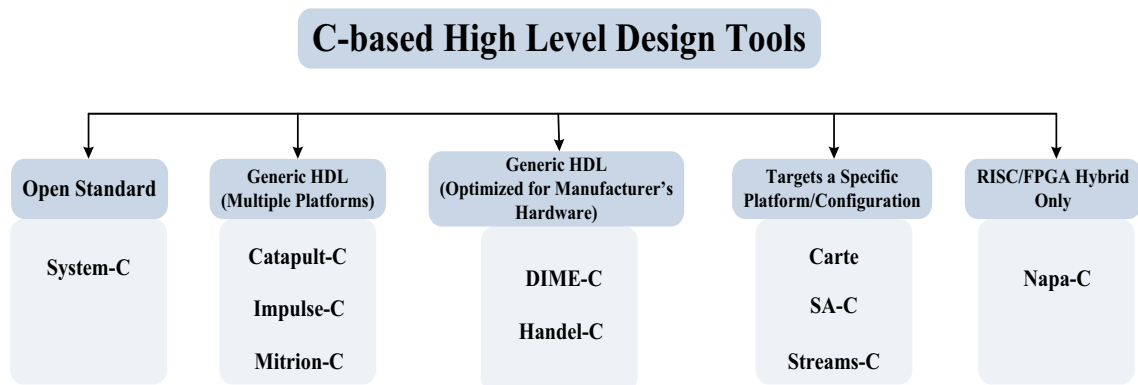 C-based High Level Design Tools
Open Standard
System-C
Generic HDL
(Multiple Platforms)
Catapult-C
Impulse-C
Mitrion-C
Generic HDL
(Optimized for Manufacturer's
Hardware)
DIME-C
Handel-C
Targets a Specific
Platform/Configuration
Carte
SA-C
Streams-C
RISC/FPGA Hybrid
Only
Napa-C